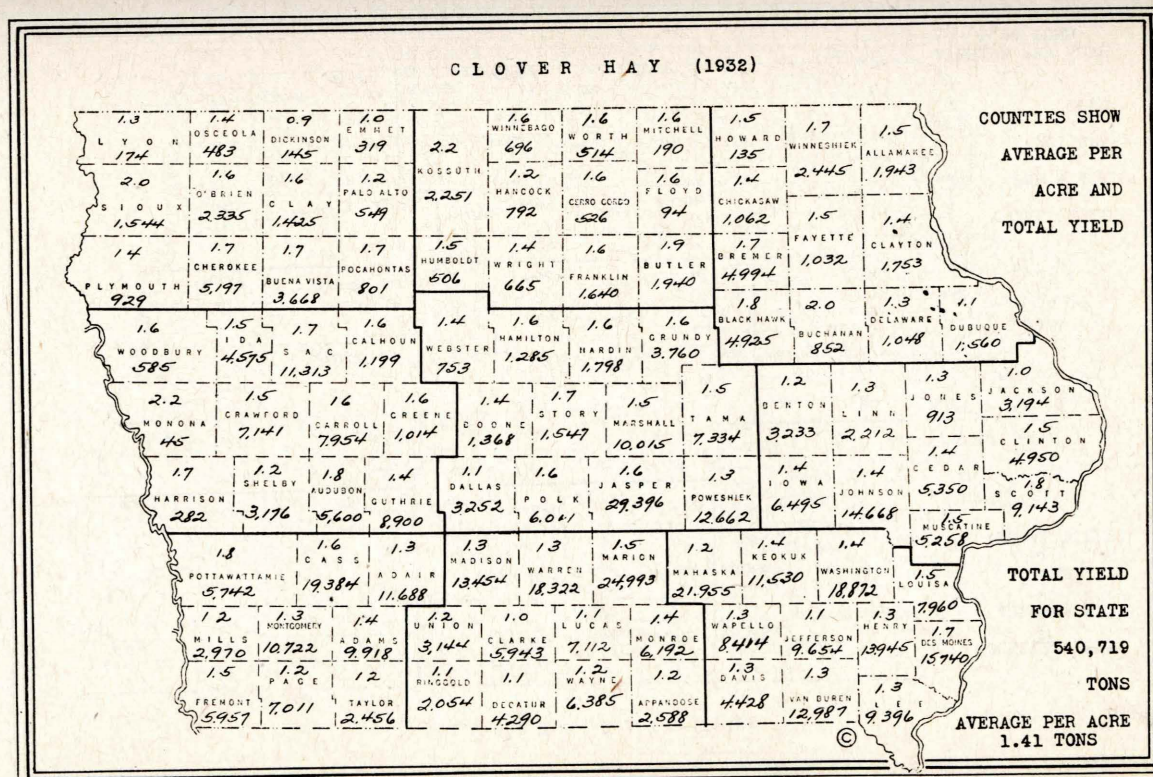 CLOVER HAY (1932)
COUNTIES SHOW
AVERAGE PER
ACRE AND
TOTAL YIELD
1.3 LYON 174
1.4 OSCEOLA 483
0.9 DICKINSON 145
1.0 EMMET 319
2.2 KOSSUTH 2,251
1.6 WINNEBAGO 696
1.6 WORTH 514
1.6 MITCHELL 190
1.5 HOWARD 135
1.7 WINNESHIEK 2.445
1.5 ALLAMAKEE 1,943
2.0 SIOUX 1,544
1.6 O'BRIEN 2.335
1.6 CLAY 1.425
1.2 PALO ALTO 549
1.2 HANCOCK 792
1.6 CERRO GORDO 526
1.6 FLOYD 94
1.4 CHICKASAW 1,062
1.5 FAYETTE 1,032
1.4 CLAYTON 1,753
1 4 PLYMOUTH 929
1.7 CHEROKEE 5,197
1.7 BUENA VISTA 3,668
1.7 POCAHONTAS 801
1.5 HUMBOLDT 506
1.4 WRIGHT 665
1.6 FRANKLIN 1.640
1.9 BUTLER 1,940
1.7 BREMER 4.994
1.8 BLACK HAWK 4.925
2.0 BUCHANAN 852
1.3 DELAWARE 1,048
1.1 DUBUQUE 1,560
1.6 WOODBURY 585
1.5 IDA 4,575
1.7 SAC 11,313
1.6 CALHOUN 1,199
1.4 WEBSTER 753
1.6 HAMILTON 1.285
1.6 HARDIN 1.798
1.6 GRUNDY 3.760
2.2 MONONA 45
1.5 CRAWFORD 7,141
16 CARROLL 7.954
1.6 GREENE 1,014
1.4 BOONE 1,368
1.7 STORY 1,547
1.5 MARSHALL 10,015
1.5 TAMA 7,334
1.2 BENTON 3,233
1.3 LINN 2,212
1.3 JONES 913
1.0 JACKSON 3,194
1.5 CLINTON 4.950
1.7 HARRISON 282
1.2 SHELBY 3,176
1.8 AUDUBON 5,600
1.4 GUTHRIE 8,900
1.1 DALLAS 3252
1.6 POLK
1.6 JASPER 29,396
1.3 POWESHIEK 12,662
1.4 IOWA 6.495
1.4 JOHNSON 14.668
1.4 CEDAR 5,350
1.8 SCOTT 9,143
1.5 MUSCATINE 5,258
1.8 POTTAWATTAMIE 5,742
1.6 CASS 19.384
1.3 ADAIR 11.688
1.3 MADISON 13.454
1 3 WARREN 18.322
1.5 MARION 24,993
1.2 MAHASKA 21.955
1.4 KEOKUK 11,530
1.4 WASHINGTON 18,872
1.5 LOUISA 7,960
TOTAL YIELD
FOR STATE
540,719
TONS
1 2 MILLS 2,970
1.3 MONTGOMERY 10,722
1.4 ADAMS 9.918
1.2 UNION 3,144
1.0 CLARKE 5,943
1.1 LUCAS 7,112
1.4 MONROE 6,192
1.3 WAPELLO
1.1 JEFFERSON 9.654
1.3 HENRY 13945
1.7 DES MOINES 15,740
1.5 FREMONT 5.957
1.2 PAGE 7.011
1 2 TAYLOR 2.456
1.1 RINGGOLD 2.054
1.1 DECATUR 4290
1.2 WAYNE 6.385
1.2 APPANOOSE 2,588
1.3 DAVIS 4.428
1.3 VAN BUREN 12,987
1.3 LEE 9,396
AVERAGE PER ACRE
1.41 TONS
©